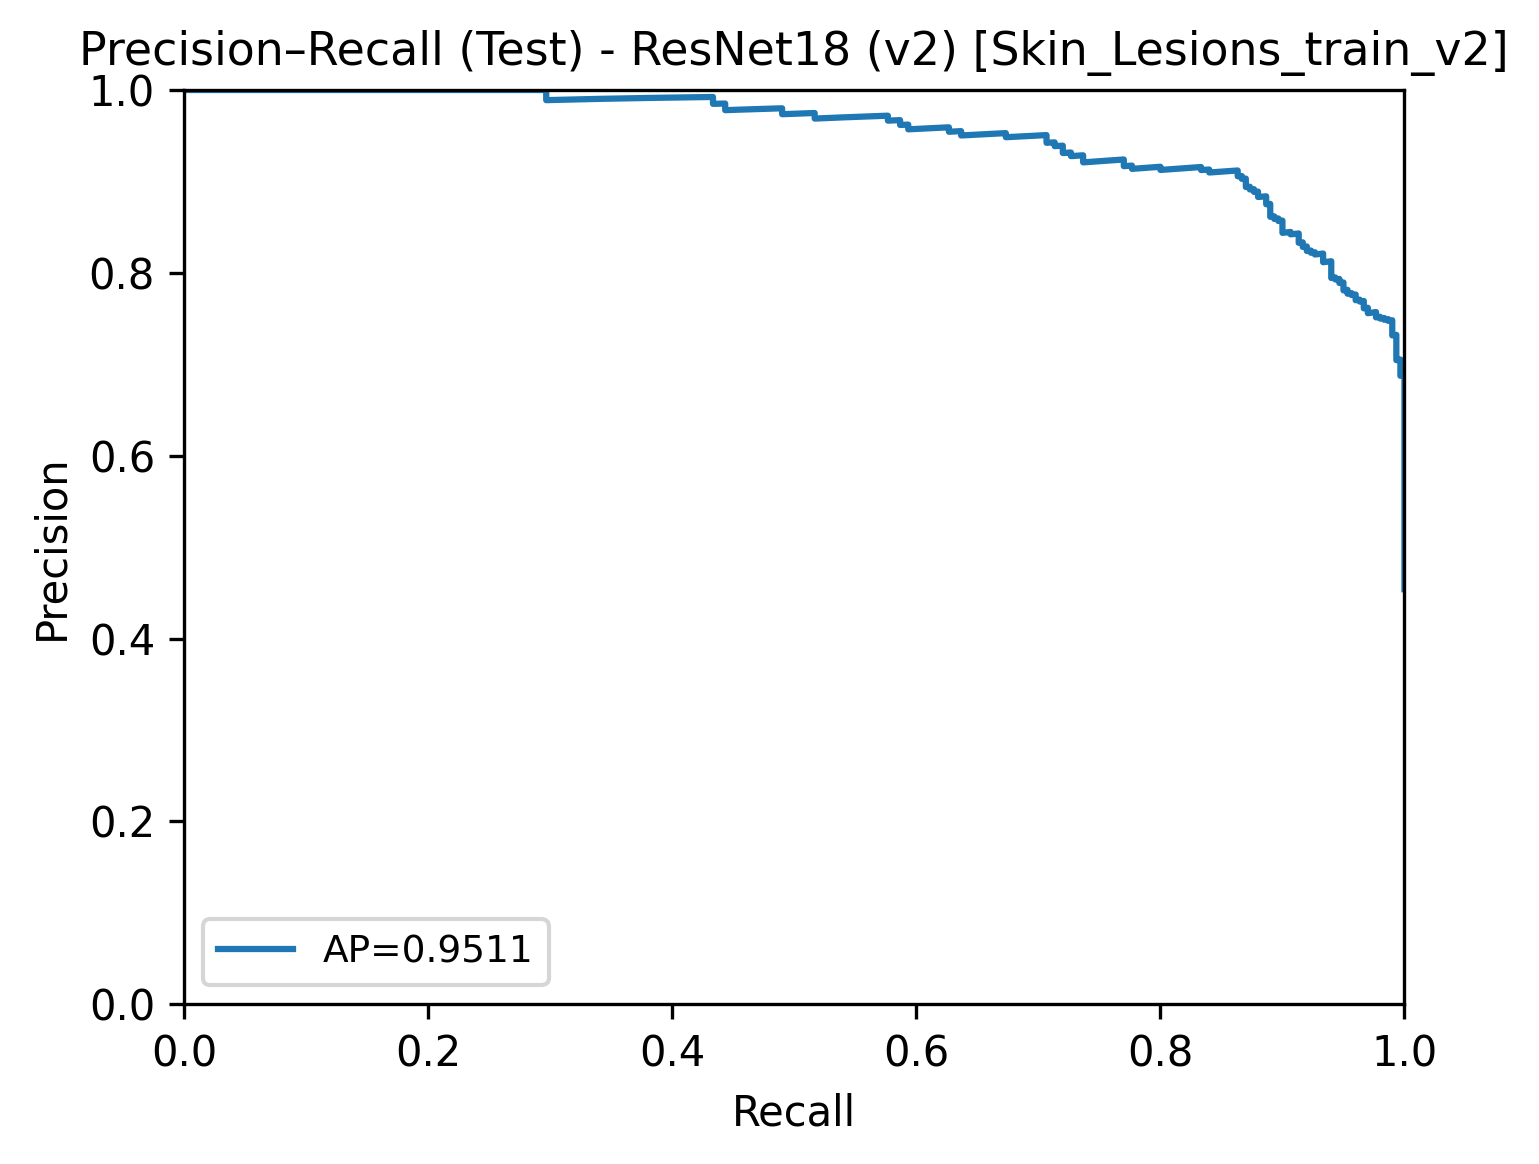 Precision–Recall (Test) - ResNet18 (v2) [Skin_Lesions_train_v2]
1.0
0.8
0.6
0.4
0.2
0.0
Precision
AP=0.9511
0.0 0.2 0.4 0.6 0.8 1.0
Recall